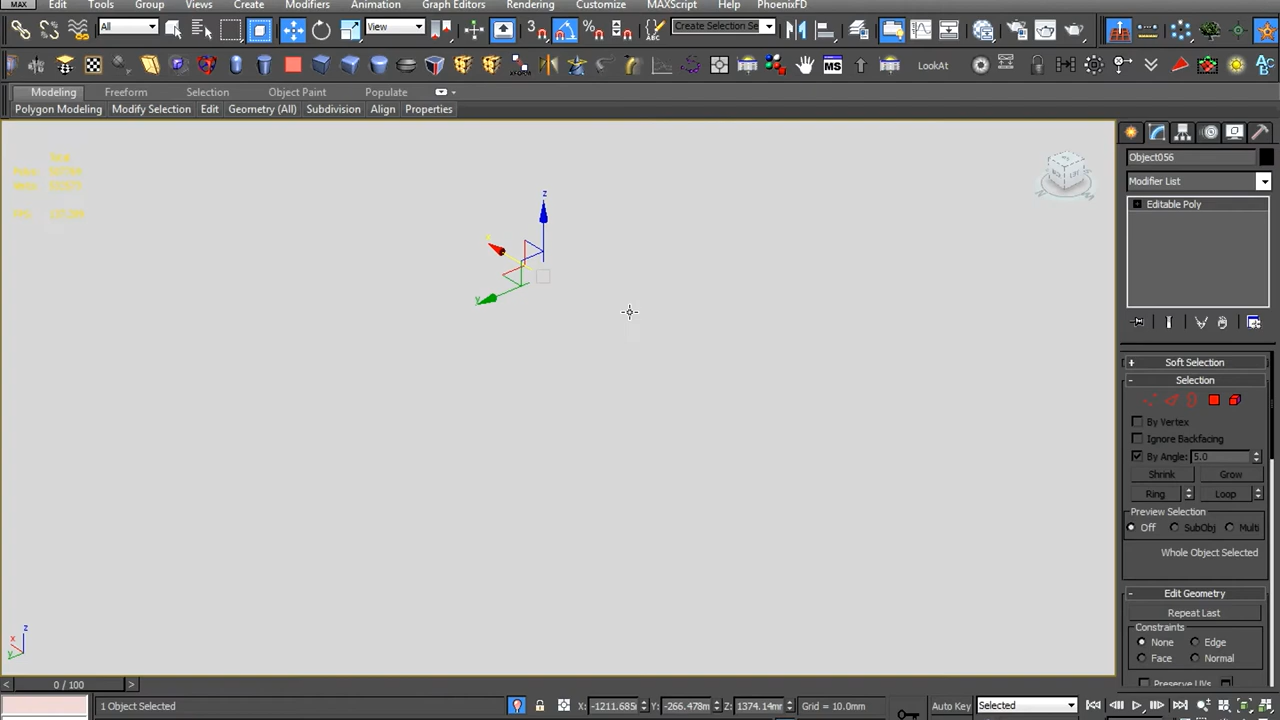 MAX Edit Tools Group Views Create Modifiers Animation Graph Editors Rendering Customize MAXScript Help PhoenixFD
All View 3 Create Selection Se
MS LookAt
Modeling Freeform Selection Object Paint Populate
Polygon Modeling Modify Selection Edit Geometry (All) Subdivision Align Properties
Object056
Modifier List
Editable Poly
z
x
y
Soft Selection
Selection
By Vertex
Ignore Backfacing
By Angle: 5.0
Shrink Grow
Ring Loop
Preview Selection
Off SubObj Multi
Whole Object Selected
Edit Geometry
Repeat Last
Constraints
None Edge
Face Normal
Preserve UVs
z
x
y
0 / 100
1 Object Selected X: -1211.685 Y: -266.478m Z: 1374.14mm Grid = 10.0mm Auto Key Selected